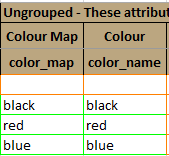 Ungrouped - These attribut
Colour Map Colour
color_map color_name
black black
red red
blue blue